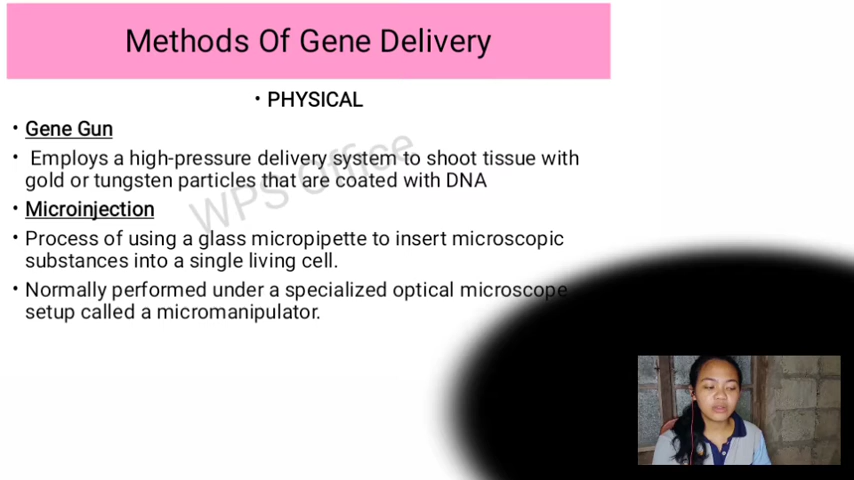 Methods Of Gene Delivery
• PHYSICAL
• Gene Gun
• Employs a high-pressure delivery system to shoot tissue with
gold or tungsten particles that are coated with DNA
• Microinjection
• Process of using a glass micropipette to insert microscopic
substances into a single living cell.
• Normally performed under a specialized optical microscope
setup called a micromanipulator.
WPS Office